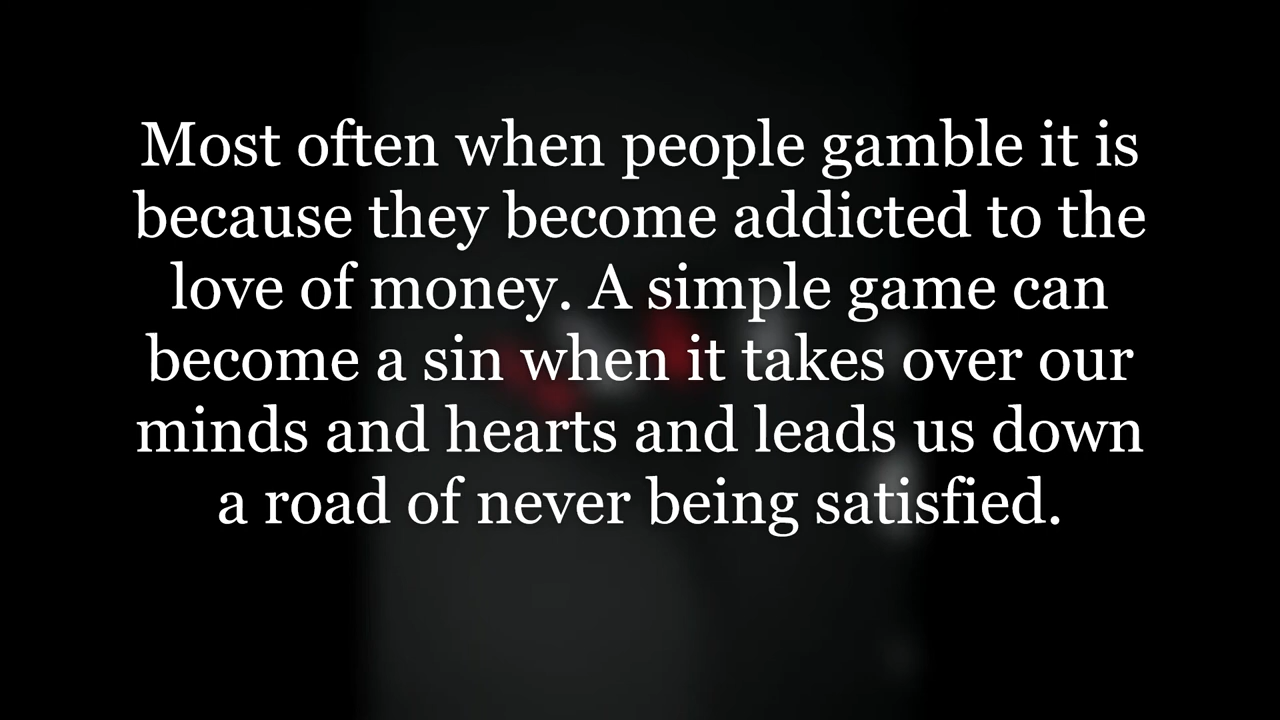 Most often when people gamble it is
because they become addicted to the
love of money. A simple game can
become a sin when it takes over our
minds and hearts and leads us down
a road of never being satisfied.